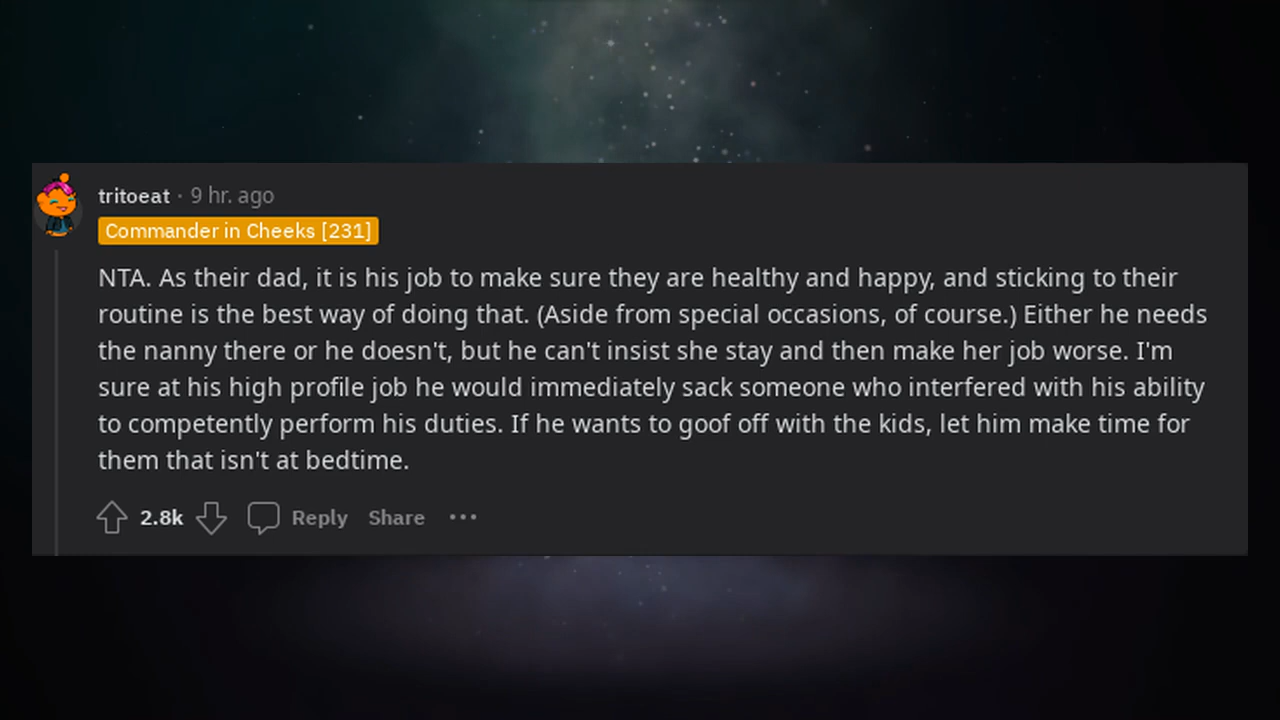 tritoeat · 9 hr. ago
Commander in Cheeks [231]
NTA. As their dad, it is his job to make sure they are healthy and happy, and sticking to their
routine is the best way of doing that. (Aside from special occasions, of course.) Either he needs
the nanny there or he doesn't, but he can't insist she stay and then make her job worse. I'm
sure at his high profile job he would immediately sack someone who interfered with his ability
to competently perform his duties. If he wants to goof off with the kids, let him make time for
them that isn't at bedtime.
2.8k Reply Share